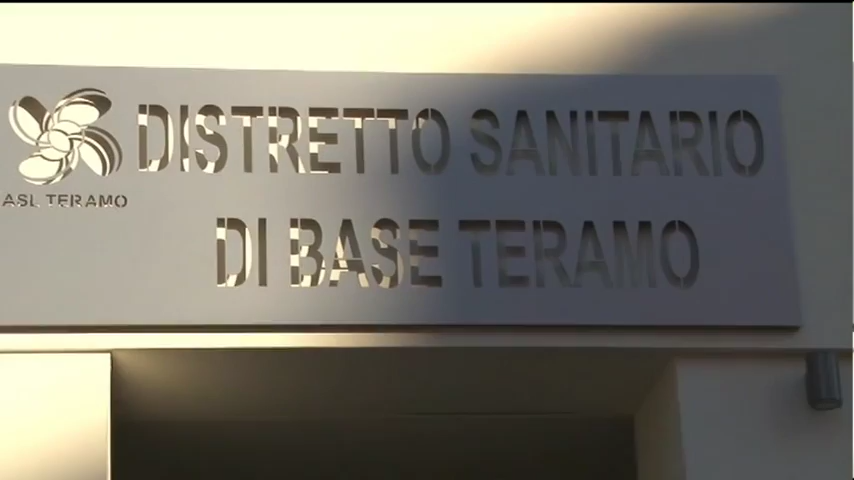 DISTRETTO SANITARIO
ASL TERAMO
DI BASE TERAMO